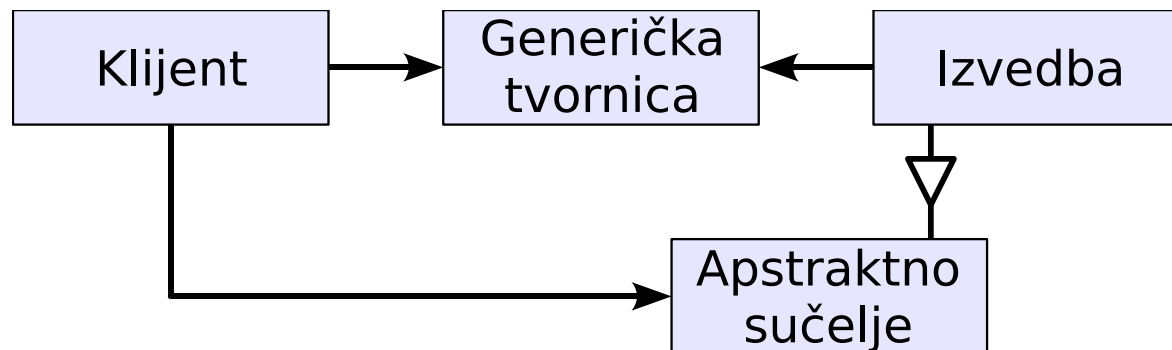 Klijent
Generička
tvornica
Izvedba
Apstraktno
sučelje